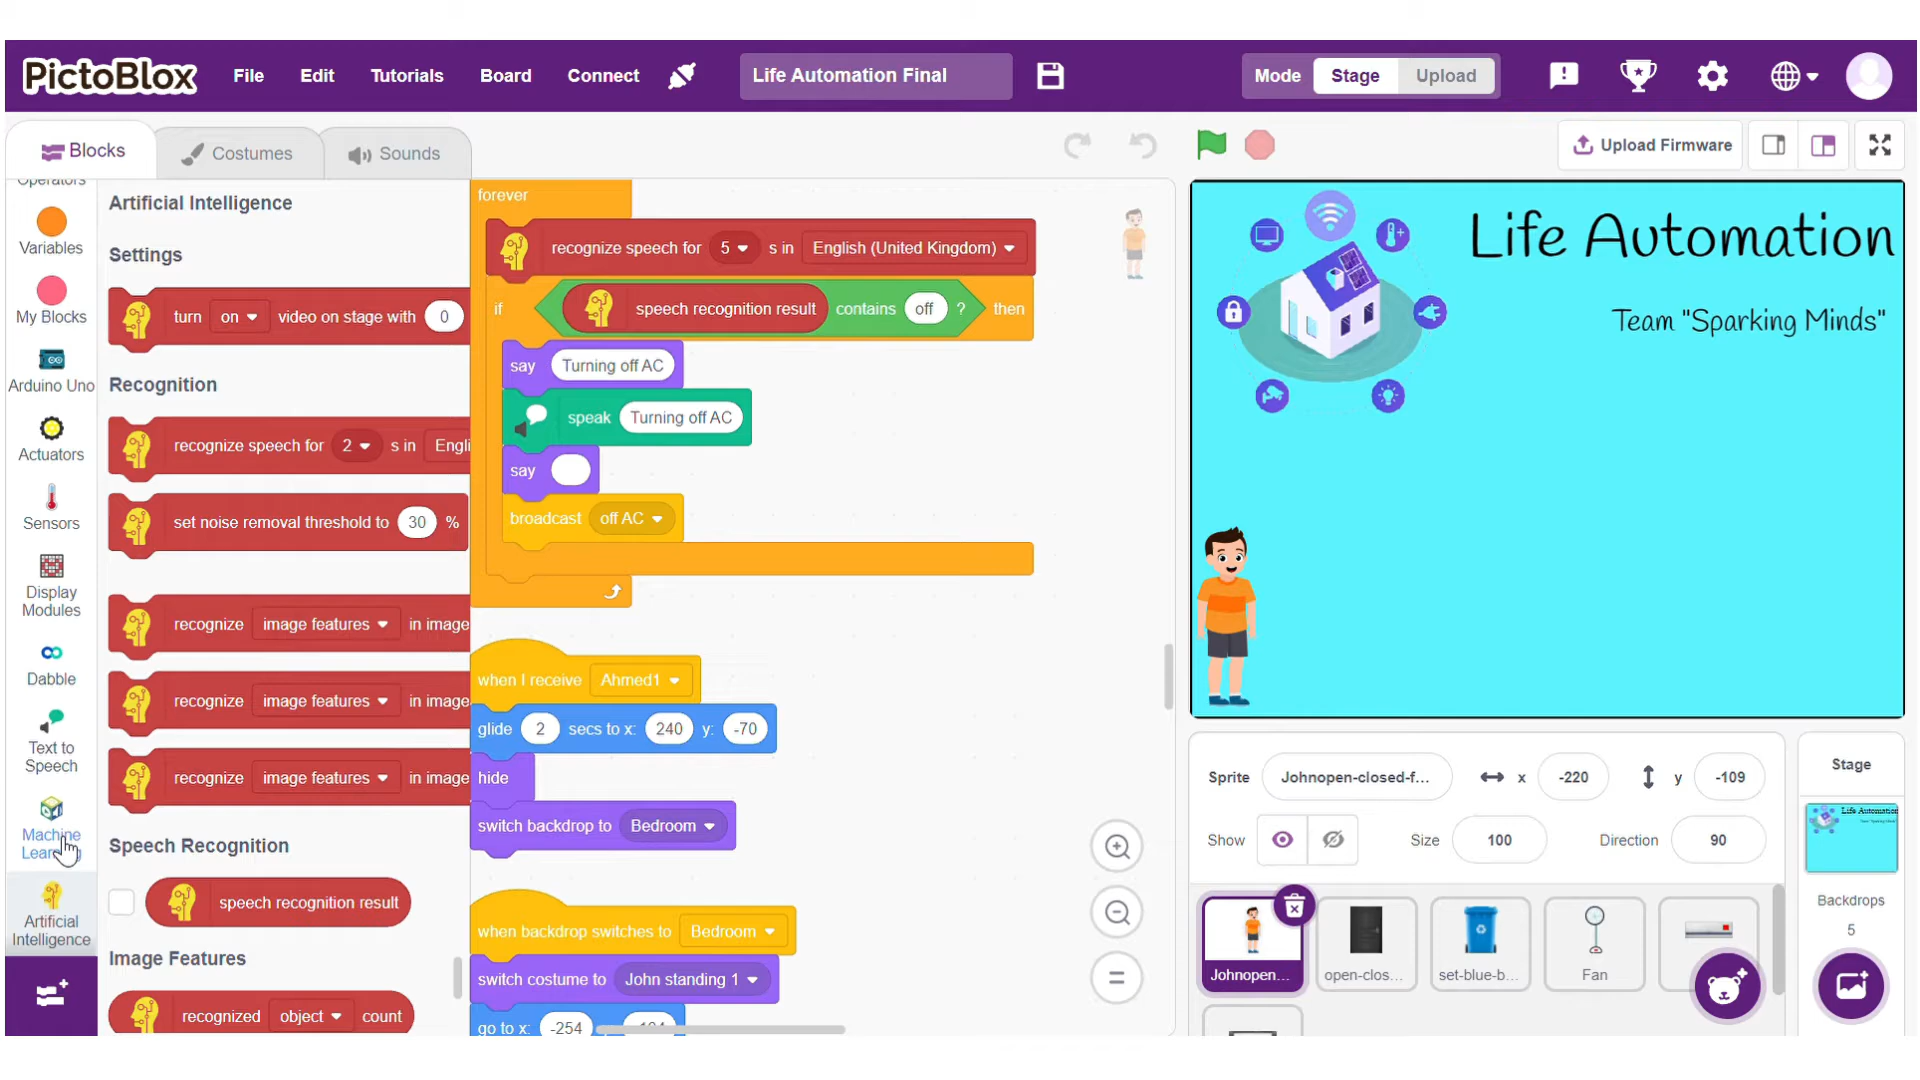 PictoBlox
File
Edit
Tutorials
Board
Connect
Life Automation Final
Mode
Stage
Upload
Blocks
Costumes
Sounds
Upload Firmware
Operators
Variables
My Blocks
Arduino Uno
Actuators
Sensors
Display
Modules
Dabble
Text to
Speech
Machine
Learning
Artificial
Intelligence
Artificial Intelligence
Settings
turn on video on stage with 0
Recognition
recognize speech for 2 s in Engli
set noise removal threshold to 30 %
recognize image features in image
recognize image features in image
recognize image features in image
Speech Recognition
speech recognition result
Image Features
recognized object count
forever
recognize speech for 5 s in English (United Kingdom)
if speech recognition result contains off ? then
say Turning off AC
speak Turning off AC
say
broadcast off AC
when I receive Ahmed1
glide 2 secs to x: 240 y: -70
hide
switch backdrop to Bedroom
when backdrop switches to Bedroom
switch costume to John standing 1
go to x: -254
Life Automation
Team "Sparking Minds"
Sprite Johnopen-closed-f... x -220 y -109
Show Size 100 Direction 90
Johnopen...
open-clos...
set-blue-b...
Fan
Stage
Life Automation
Backdrops
5